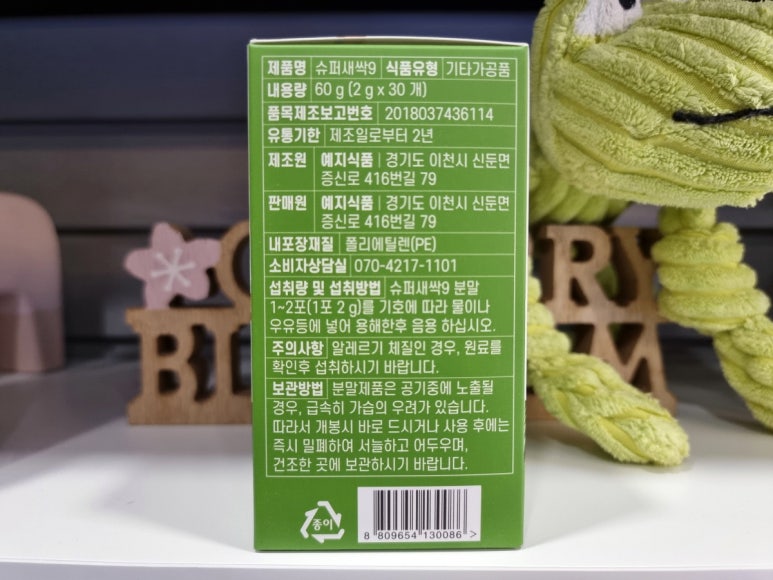 제품명 슈퍼새싹9 식품유형 기타가공품
내용량 60 g (2 g x 30 개)
품목제조보고번호 2018037436114
유통기한 제조일로부터 2년
제조원 예지식품 경기도 이천시 신둔면
증신로 416번길 79
판매원 예지식품 경기도 이천시 신둔면
증신로 416번길 79
내포장재질 폴리에틸렌(PE)
소비자상담실 070-4217-1101
섭취량 및 섭취방법 슈퍼새싹9 분말
1~2포(1포 2 g)를 기호에 따라 물이나
우유등에 넣어 용해한후 음용 하십시오.
주의사항 알레르기 체질인 경우, 원료를
확인후 섭취하시기 바랍니다.
보관방법 분말제품은 공기중에 노출될
경우, 급속히 가습의 우려가 있습니다.
따라서 개봉시 바로 드시거나 사용 후에는
즉시 밀폐하여 서늘하고 어두우며,
건조한 곳에 보관하시기 바랍니다.
종이
8 809654 130086 >